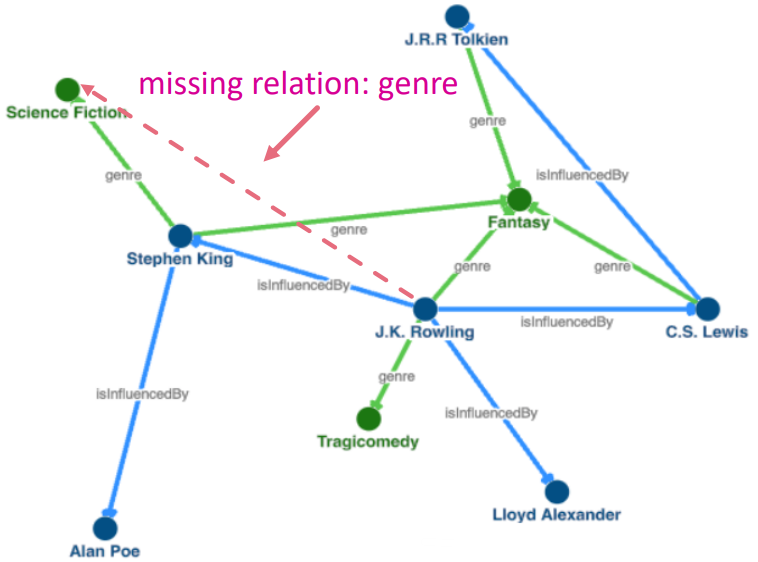 J.R.R Tolkien
missing relation: genre
Science Fiction
genre
genre
isInfluencedBy
Fantasy
genre
Stephen King
genre
genre
isInfluencedBy
J.K. Rowling
isInfluencedBy
C.S. Lewis
genre
isInfluencedBy
isInfluencedBy
Tragicomedy
Lloyd Alexander
Alan Poe